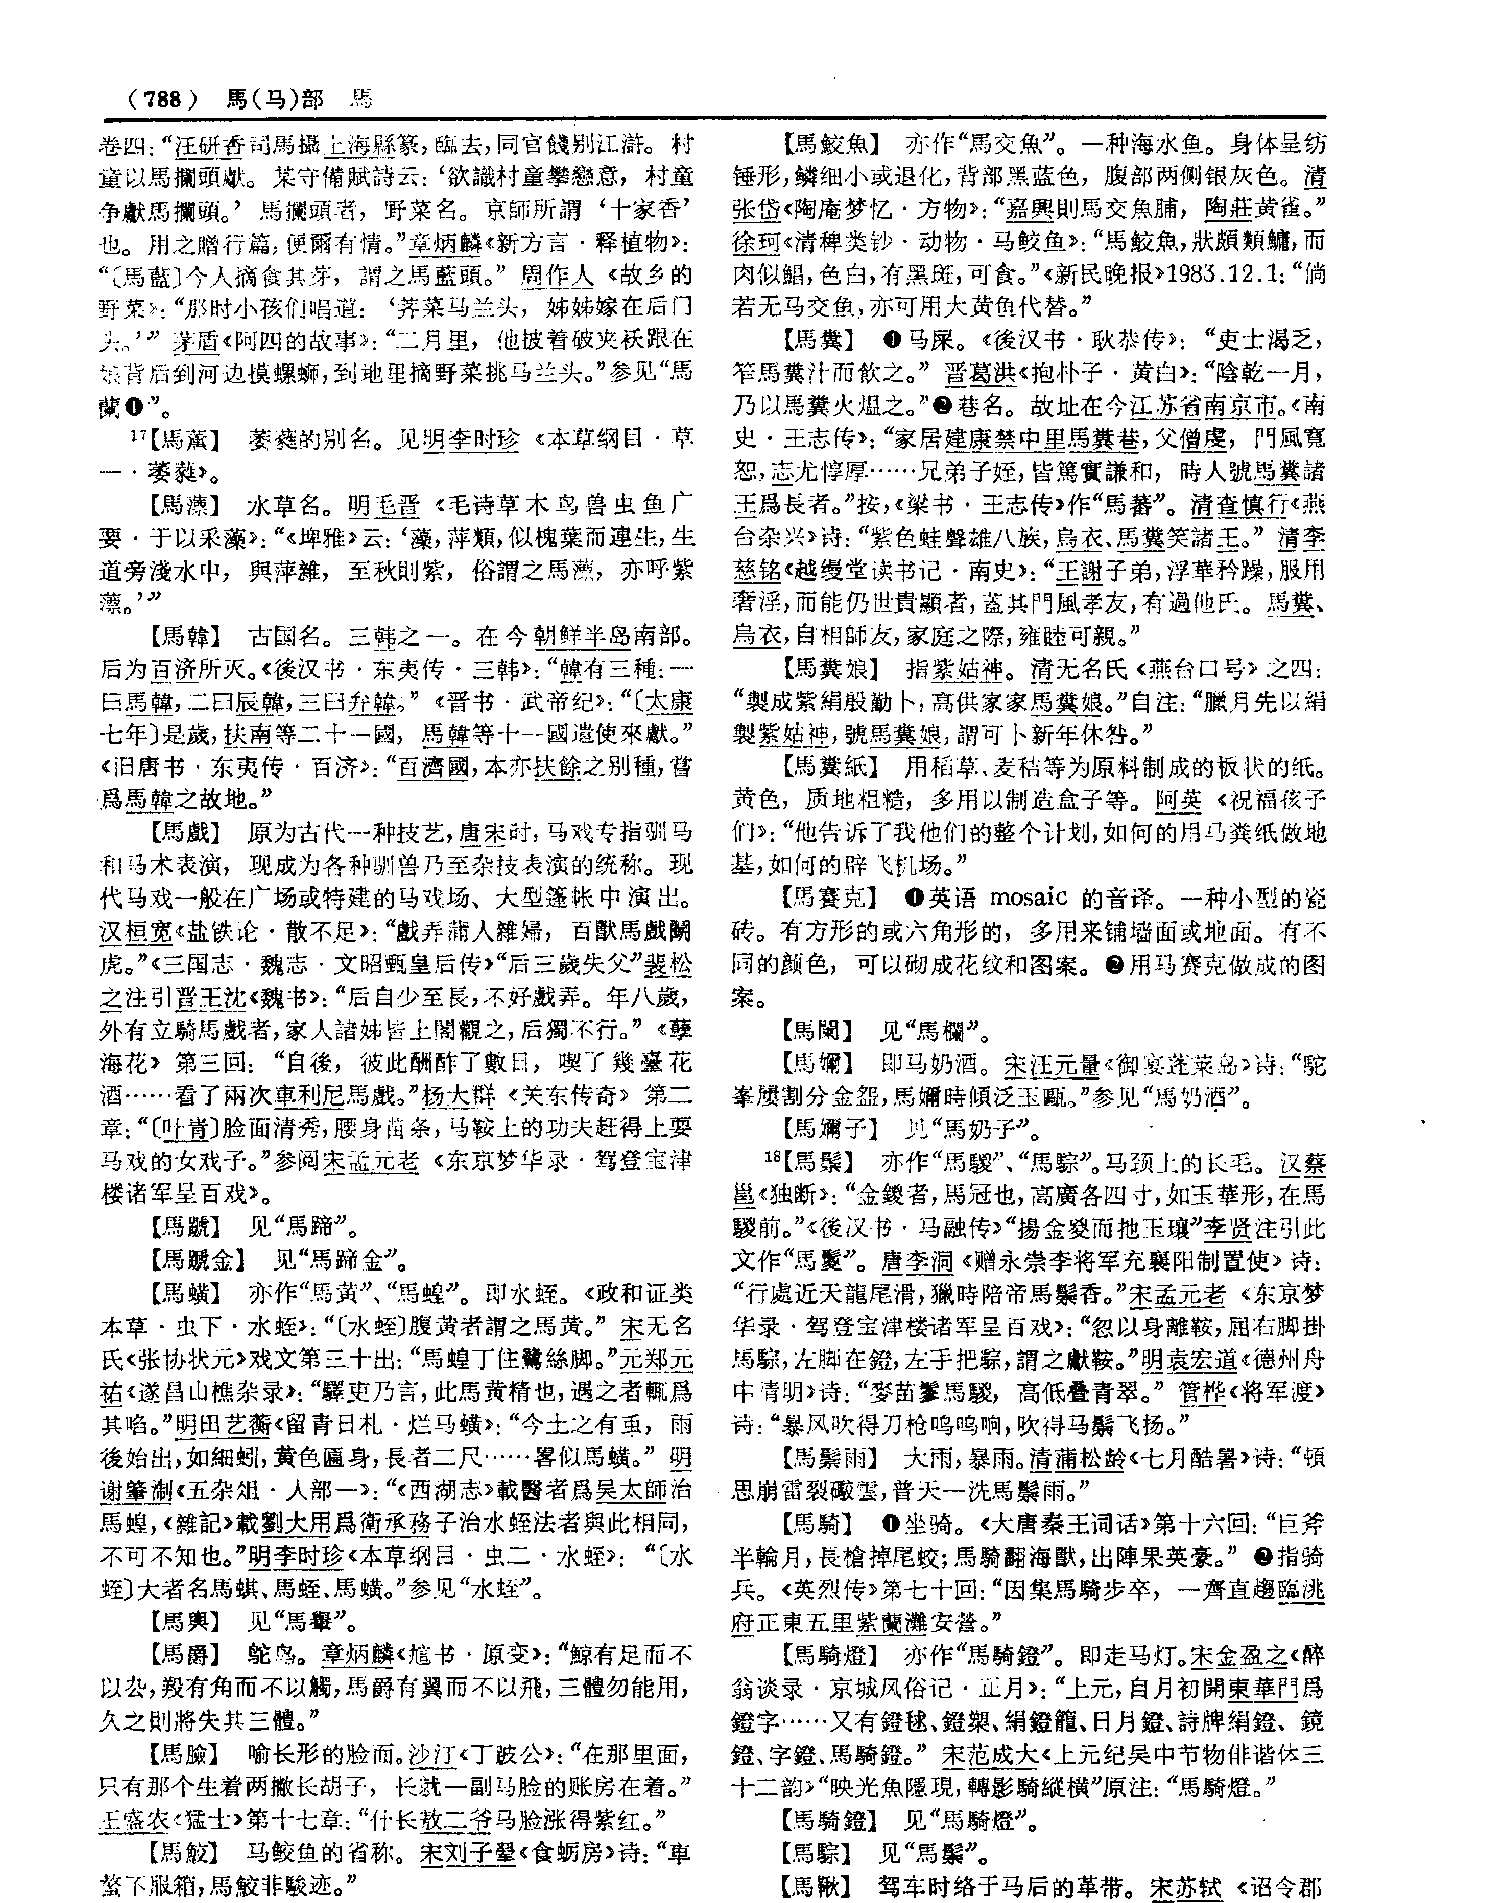 （788） 馬（马）部 馬
卷四：“汪研香司馬攝上海縣篆，臨去，同官餞别江滸。村
童以馬攔頭獻。某守備賦詩云：‘欲識村童攀戀意，村童
争獻馬攔頭。’馬攔頭者，野菜名。京師所謂‘十家香’
也。用之贈行篇，便爾有情。”章炳麟《新方言·释植物》：
“〔馬藍〕今人摘食其芽，謂之馬藍頭。”周作人《故乡的
野菜》：“那时小孩们唱道：‘荠菜马兰头，姊姊嫁在后门
头。’”茅盾《阿四的故事》：“二月里，他披着破夹袄跟在
娘背后到河边摸螺蛳，到地里摘野菜挑马兰头。”参见“馬
蘭❶”。
17【馬薰】 萎蕤的别名。见明李时珍《本草纲目·草
一·萎蕤》。
【馬薸】 水草名。明毛晋《毛诗草木鸟兽虫鱼广
要·于以采藻》：“《埤雅》云：‘藻，萍類，似槐葉而連生，生
道旁淺水中，與萍雜，至秋則紫，俗謂之馬薸，亦呼紫
薸。’”
【馬韓】 古國名。三韩之一。在今朝鲜半岛南部。
后为百济所灭。《後汉书·东夷传·三韩》：“韓有三種：一
曰馬韓，二曰辰韓，三曰弁韓。”《晋书·武帝纪》：“〔太康
七年〕是歲，扶南等二十一國，馬韓等十一國遣使來獻。”
《旧唐书·东夷传·百济》：“百濟國，本亦扶餘之别種，嘗
爲馬韓之故地。”
【馬戲】 原为古代一种技艺，唐宋时，马戏专指驯马
和马术表演，现成为各种驯兽乃至杂技表演的统称。现
代马戏一般在广场或特建的马戏场、大型篷帐中演出。
汉桓宽《盐铁论·散不足》：“戲弄蒲人雜婦，百獸馬戲鬭
虎。”《三国志·魏志·文昭甄皇后传》“后三歲失父”裴松
之注引晋王沈《魏书》：“后自少至長，不好戲弄。年八歲，
外有立騎馬戲者，家人諸姊皆上閣觀之，后獨不行。”《孽
海花》第三回：“自後，彼此酬酢了數日，喫了幾臺花
酒……看了兩次車利尼馬戲。”杨大群《关东传奇》第二
章：“〔叶青〕脸面清秀，腰身苗条，马鞍上的功夫赶得上耍
马戏的女戏子。”参阅宋孟元老《东京梦华录·驾登宝津
楼诸军呈百戏》。
【馬蹏】 见“馬蹄”。
【馬蹏金】 见“馬蹄金”。
【馬蟥】 亦作“馬黄”、“馬蝗”。即水蛭。《政和证类
本草·虫下·水蛭》：“〔水蛭〕腹黄者謂之馬黄。”宋无名
氏《张协状元》戏文第三十出：“馬蝗丁住鷺絲脚。”元郑元
祐《遂昌山樵杂录》：“驛吏乃言，此馬黄精也，遇之者輒爲
其啗。”明田艺蘅《留青日札·烂马蟥》：“今土之有䖝，雨
後始出，如細蚓，黄色匾身，長者二尺……畧似馬蟥。”明
谢肇淛《五杂俎·人部一》：“《西湖志》載醫者爲吴太師治
馬蝗，《雜記》載劉大用爲衛承務子治水蛭法者與此相同，
不可不知也。”明李时珍《本草纲目·虫二·水蛭》：“〔水
蛭〕大者名馬蜞、馬蛭、馬蟥。”参见“水蛭”。
【馬輿】 见“馬轝”。
【馬爵】 鸵鸟。章炳麟《訄书·原变》：“鯨有足而不
以厺，羖有角而不以觸，馬爵有翼而不以飛，三體勿能用，
久之則將失其三體。”
【馬臉】 喻长形的脸面。沙汀《丁跛公》：“在那里面，
只有那个生着两撇长胡子，长就一副马脸的账房在着。”
王盛农《猛士》第十七章：“什长敖二爷马脸涨得紫红。”
【馬鮫】 马鲛鱼的省称。宋刘子翬《食蛎房》诗：“車
螯下服箱，馬鮫非駿迹。”
【馬鮫魚】 亦作“馬交魚”。一种海水鱼。身体呈纺
锤形，鳞细小或退化，背部黑蓝色，腹部两侧银灰色。清
张岱《陶庵梦忆·方物》：“嘉興則馬交魚脯，陶莊黄雀。”
徐珂《清稗类钞·动物·马鲛鱼》：“馬鮫魚，狀頗類鱅，而
肉似鯧，色白，有黑斑，可食。”《新民晚报》1983.12.1：“倘
若无马交鱼，亦可用大黄鱼代替。”
【馬糞】 ❶马屎。《後汉书·耿恭传》：“吏士渴乏，
笮馬糞汁而飲之。”晋葛洪《抱朴子·黄白》：“陰乾一月，
乃以馬糞火煴之。”❷巷名。故址在今江苏省南京市。《南
史·王志传》：“家居建康禁中里馬糞巷，父僧虔，門風寬
恕，志尤惇厚……兄弟子姪，皆篤實謙和，時人號馬糞諸
王爲長者。”按，《梁书·王志传》作“馬蕃”。清查慎行《燕
台杂兴》诗：“紫色蛙聲雄八族，烏衣、馬糞笑諸王。”清李
慈铭《越缦堂读书记·南史》：“王謝子弟，浮華矜躁，服用
奢淫，而能仍世貴顯者，蓋其門風孝友，有過他氏。馬糞、
烏衣，自相師友，家庭之際，雍睦可親。”
【馬糞娘】 指紫姑神。清无名氏《燕台口号》之四：
“製成紫絹殷勤卜，高供家家馬糞娘。”自注：“臘月先以絹
製紫姑神，號馬糞娘，謂可卜新年休咎。”
【馬糞紙】 用稻草、麦秸等为原料制成的板状的纸。
黄色，质地粗糙，多用以制造盒子等。阿英《祝福孩子
们》：“他告诉了我他们的整个计划，如何的用马粪纸做地
基，如何的辟飞机场。”
【馬賽克】 ❶英语 mosaic 的音译。一种小型的瓷
砖。有方形的或六角形的，多用来铺墙面或地面。有不
同的颜色，可以砌成花纹和图案。❷用马赛克做成的图
案。
【馬闌】 见“馬欄”。
【馬嬭】 即马奶酒。宋汪元量《御宴蓬莱岛》诗：“駝
峯臕割分金盌，馬嬭時傾泛玉甌。”参见“馬奶酒”。
【馬嬭子】 见“馬奶子”。
18【馬鬃】 亦作“馬騣”、“馬騌”。马颈上的长毛。汉蔡
邕《独断》：“金鍐者，馬冠也，高廣各四寸，如玉華形，在馬
騣前。”《後汉书·马融传》“揚金㚇而扡玉瓖”李贤注引此
文作“馬鬉”。唐李洞《赠永崇李将军充襄阳制置使》诗：
“行處近天龍尾滑，獵時陪帝馬鬃香。”宋孟元老《东京梦
华录·驾登宝津楼诸军呈百戏》：“忽以身離鞍，屈右脚掛
馬騌，左脚在鐙，左手把騌，謂之獻鞍。”明袁宏道《德州舟
中清明》诗：“麥苗鬖馬騣，高低叠青翠。”管桦《将军渡》
诗：“暴风吹得刀枪呜呜响，吹得马鬃飞扬。”
【馬鬃雨】 大雨，暴雨。清蒲松龄《七月酷暑》诗：“頓
思崩雷裂礮雲，普天一洗馬鬃雨。”
【馬騎】 ❶坐骑。《大唐秦王词话》第十六回：“巨斧
半輪月，長槍掉尾蛟；馬騎翻海獸，出陣果英豪。”❷指骑
兵。《英烈传》第七十回：“因集馬騎步卒，一齊直趨臨洮
府正東五里紫蘭灘安營。”
【馬騎燈】 亦作“馬騎鐙”。即走马灯。宋金盈之《醉
翁谈录·京城风俗记·正月》：“上元，自月初開東華門爲
鐙字……又有鐙毬、鐙槊、絹鐙籠、日月鐙、詩牌絹鐙、鏡
鐙、字鐙、馬騎鐙。”宋范成大《上元纪吴中节物俳谐体三
十二韵》“映光魚隱現，轉影騎縱横”原注：“馬騎燈。”
【馬騎鐙】 见“馬騎燈”。
【馬騌】 见“馬鬃”。
【馬鞦】 驾车时络于马后的革带。宋苏轼《诏令郡